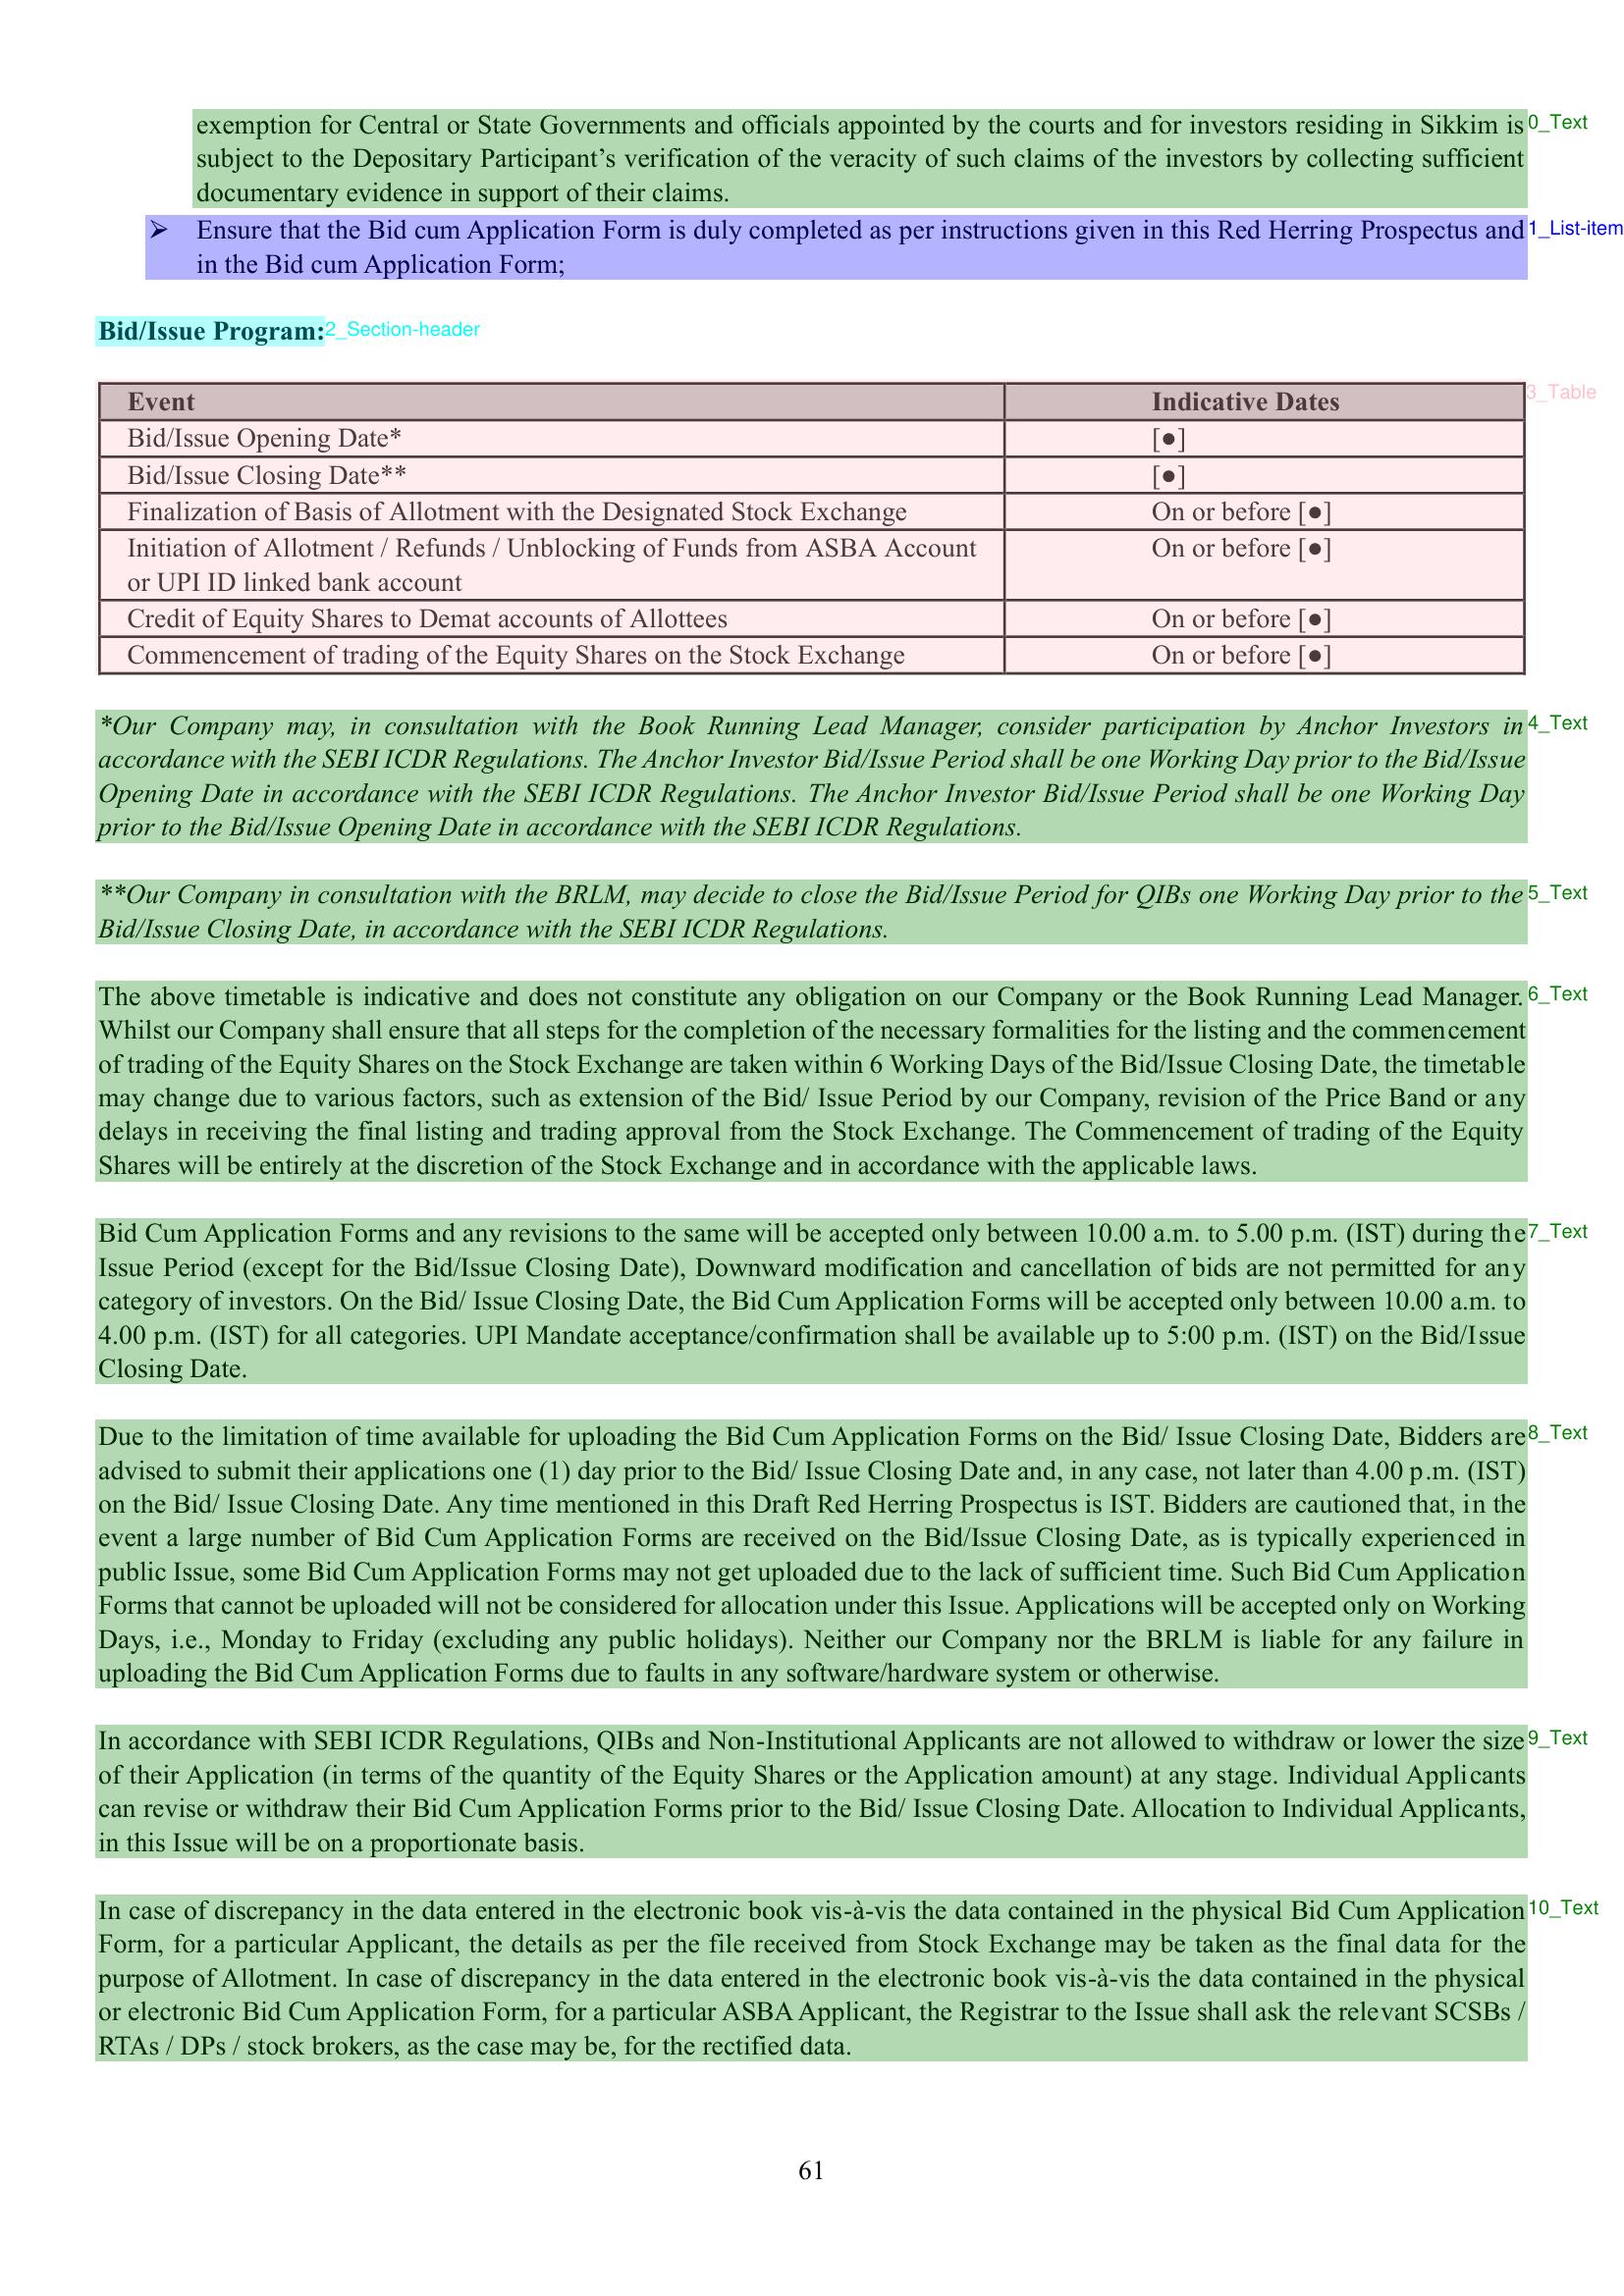 exemption for Central or State Governments and officials appointed by the courts and for investors residing in Sikkim is
0_Text
subject to the Depositary Participant’s verification of the veracity of such claims of the investors by collecting sufficient
documentary evidence in support of their claims.
➢ Ensure that the Bid cum Application Form is duly completed as per instructions given in this Red Herring Prospectus and
1_List-item
in the Bid cum Application Form;
Bid/Issue Program:
2_Section-header
3_Table
Event Indicative Dates
Bid/Issue Opening Date* [●]
Bid/Issue Closing Date** [●]
Finalization of Basis of Allotment with the Designated Stock Exchange On or before [●]
Initiation of Allotment / Refunds / Unblocking of Funds from ASBA Account On or before [●]
or UPI ID linked bank account
Credit of Equity Shares to Demat accounts of Allottees On or before [●]
Commencement of trading of the Equity Shares on the Stock Exchange On or before [●]
*Our Company may, in consultation with the Book Running Lead Manager, consider participation by Anchor Investors in
4_Text
accordance with the SEBI ICDR Regulations. The Anchor Investor Bid/Issue Period shall be one Working Day prior to the Bid/Issue
Opening Date in accordance with the SEBI ICDR Regulations. The Anchor Investor Bid/Issue Period shall be one Working Day
prior to the Bid/Issue Opening Date in accordance with the SEBI ICDR Regulations.
**Our Company in consultation with the BRLM, may decide to close the Bid/Issue Period for QIBs one Working Day prior to the
5_Text
Bid/Issue Closing Date, in accordance with the SEBI ICDR Regulations.
The above timetable is indicative and does not constitute any obligation on our Company or the Book Running Lead Manager.
6_Text
Whilst our Company shall ensure that all steps for the completion of the necessary formalities for the listing and the commencement
of trading of the Equity Shares on the Stock Exchange are taken within 6 Working Days of the Bid/Issue Closing Date, the timetable
may change due to various factors, such as extension of the Bid/ Issue Period by our Company, revision of the Price Band or any
delays in receiving the final listing and trading approval from the Stock Exchange. The Commencement of trading of the Equity
Shares will be entirely at the discretion of the Stock Exchange and in accordance with the applicable laws.
Bid Cum Application Forms and any revisions to the same will be accepted only between 10.00 a.m. to 5.00 p.m. (IST) during the
7_Text
Issue Period (except for the Bid/Issue Closing Date), Downward modification and cancellation of bids are not permitted for any
category of investors. On the Bid/ Issue Closing Date, the Bid Cum Application Forms will be accepted only between 10.00 a.m. to
4.00 p.m. (IST) for all categories. UPI Mandate acceptance/confirmation shall be available up to 5:00 p.m. (IST) on the Bid/Issue
Closing Date.
Due to the limitation of time available for uploading the Bid Cum Application Forms on the Bid/ Issue Closing Date, Bidders are
8_Text
advised to submit their applications one (1) day prior to the Bid/ Issue Closing Date and, in any case, not later than 4.00 p.m. (IST)
on the Bid/ Issue Closing Date. Any time mentioned in this Draft Red Herring Prospectus is IST. Bidders are cautioned that, in the
event a large number of Bid Cum Application Forms are received on the Bid/Issue Closing Date, as is typically experienced in
public Issue, some Bid Cum Application Forms may not get uploaded due to the lack of sufficient time. Such Bid Cum Application
Forms that cannot be uploaded will not be considered for allocation under this Issue. Applications will be accepted only on Working
Days, i.e., Monday to Friday (excluding any public holidays). Neither our Company nor the BRLM is liable for any failure in
uploading the Bid Cum Application Forms due to faults in any software/hardware system or otherwise.
In accordance with SEBI ICDR Regulations, QIBs and Non-Institutional Applicants are not allowed to withdraw or lower the size
9_Text
of their Application (in terms of the quantity of the Equity Shares or the Application amount) at any stage. Individual Applicants
can revise or withdraw their Bid Cum Application Forms prior to the Bid/ Issue Closing Date. Allocation to Individual Applicants,
in this Issue will be on a proportionate basis.
In case of discrepancy in the data entered in the electronic book vis-à-vis the data contained in the physical Bid Cum Application
10_Text
Form, for a particular Applicant, the details as per the file received from Stock Exchange may be taken as the final data for the
purpose of Allotment. In case of discrepancy in the data entered in the electronic book vis-à-vis the data contained in the physical
or electronic Bid Cum Application Form, for a particular ASBA Applicant, the Registrar to the Issue shall ask the relevant SCSBs /
RTAs / DPs / stock brokers, as the case may be, for the rectified data.
61